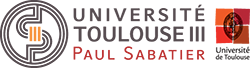 UNIVERSITÉ
TOULOUSE III
PAUL SABATIER
Université
de Toulouse